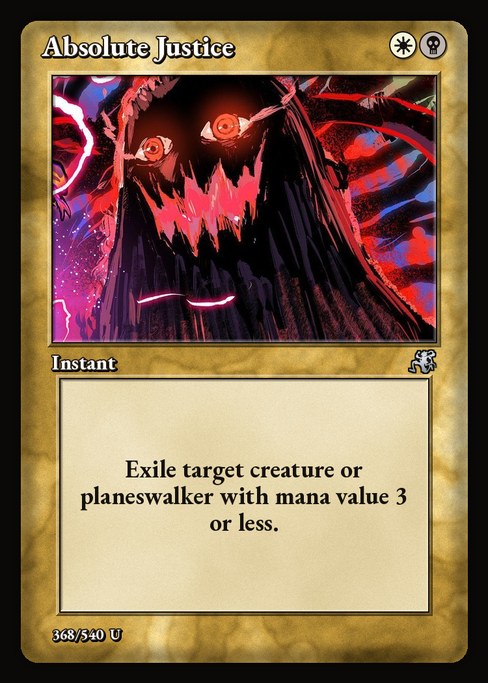 Absolute Justice
Instant
Exile target creature or
planeswalker with mana value 3
or less.
368/540 U